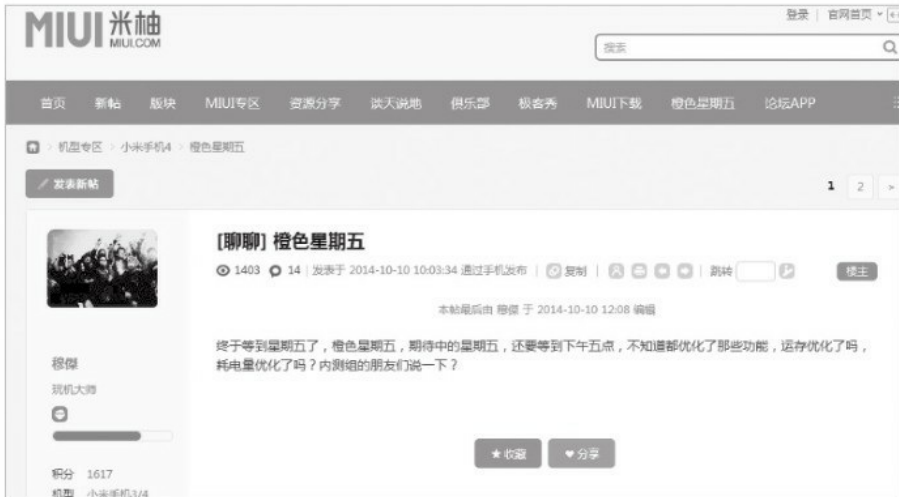 登录 | 官网首页
MIUI 米柚
MIUI.COM
搜索
首页 新帖 版块 MIUI专区 资源分享 谈天说地 俱乐部 极客秀 MIUI下载 橙色星期五 论坛APP
机型专区 > 小米手机4 > 橙色星期五
发表新帖
1 2 >
[聊聊] 橙色星期五
1403 14 | 发表于 2014-10-10 10:03:34 通过手机发布 | 复制 | 跳转 楼主
本帖最后由 穆傑 于 2014-10-10 12:08 编辑
终于等到星期五了，橙色星期五，期待中的星期五，还要等到下午五点，不知道都优化了那些功能，运存优化了吗，
耗电量优化了吗？内测组的朋友们说一下？
穆傑
玩机大师
收藏 分享
积分 1617
机型 小米手机3/4